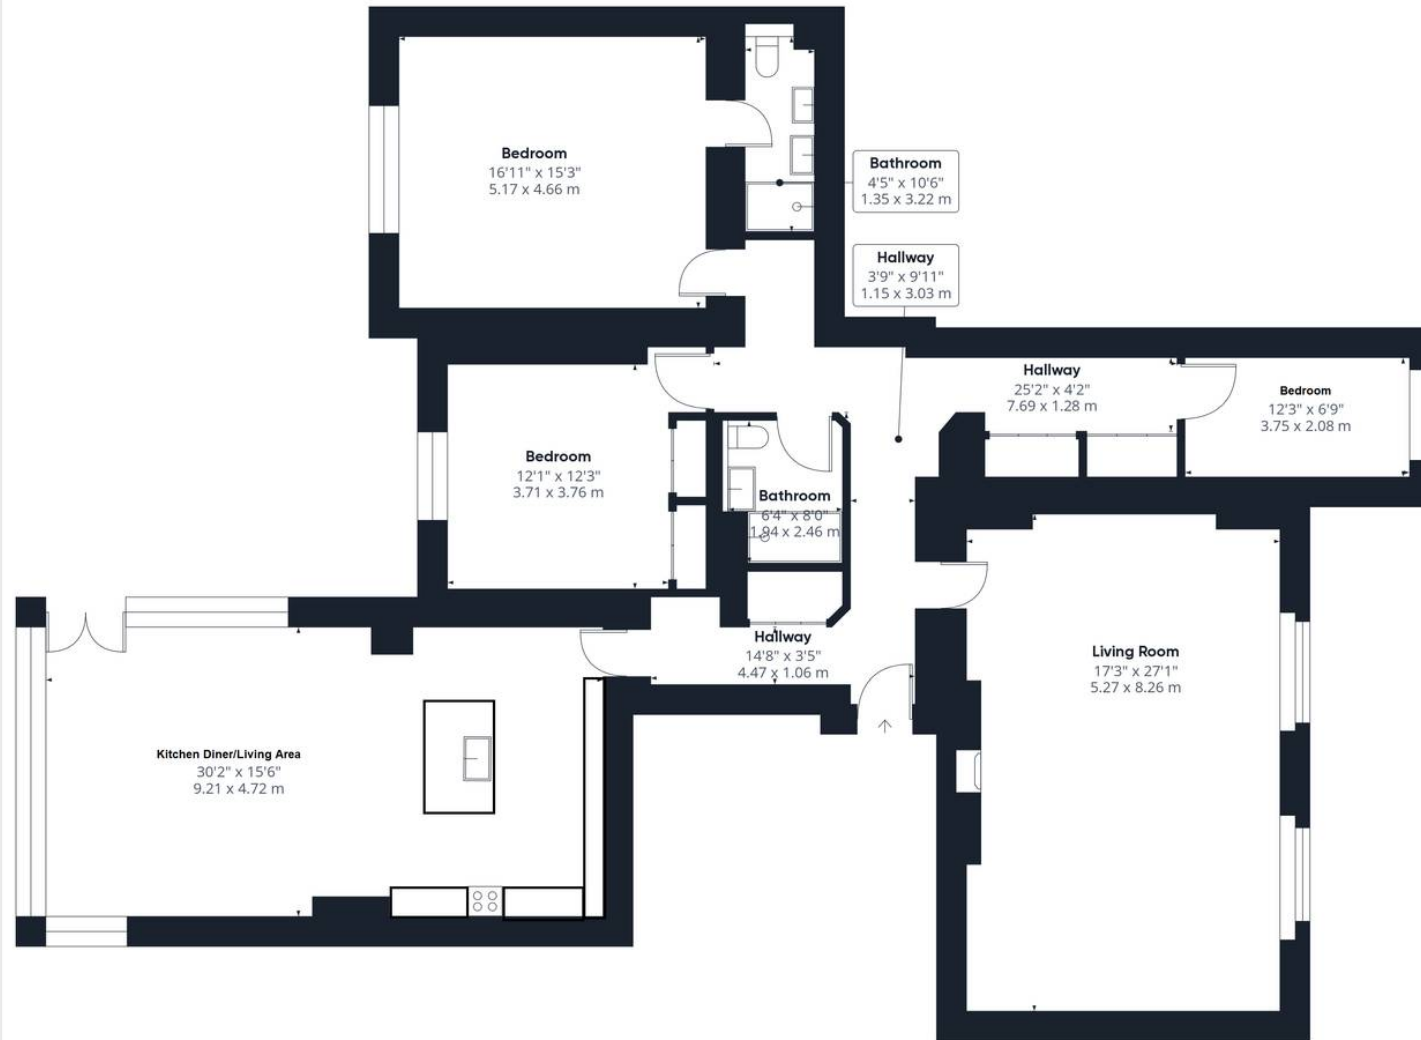 Bedroom
16'11" x 15'3"
5.17 x 4.66 m
Bathroom
4'5" x 10'6"
1.35 x 3.22 m
Hallway
3'9" x 9'11"
1.15 x 3.03 m
Hallway
25'2" x 4'2"
7.69 x 1.28 m
Bedroom
12'3" x 6'9"
3.75 x 2.08 m
Bedroom
12'1" x 12'3"
3.71 x 3.76 m
Bathroom
6'4" x 8'0"
1.94 x 2.46 m
Hallway
14'8" x 3'5"
4.47 x 1.06 m
Living Room
17'3" x 27'1"
5.27 x 8.26 m
Kitchen Diner/Living Area
30'2" x 15'6"
9.21 x 4.72 m